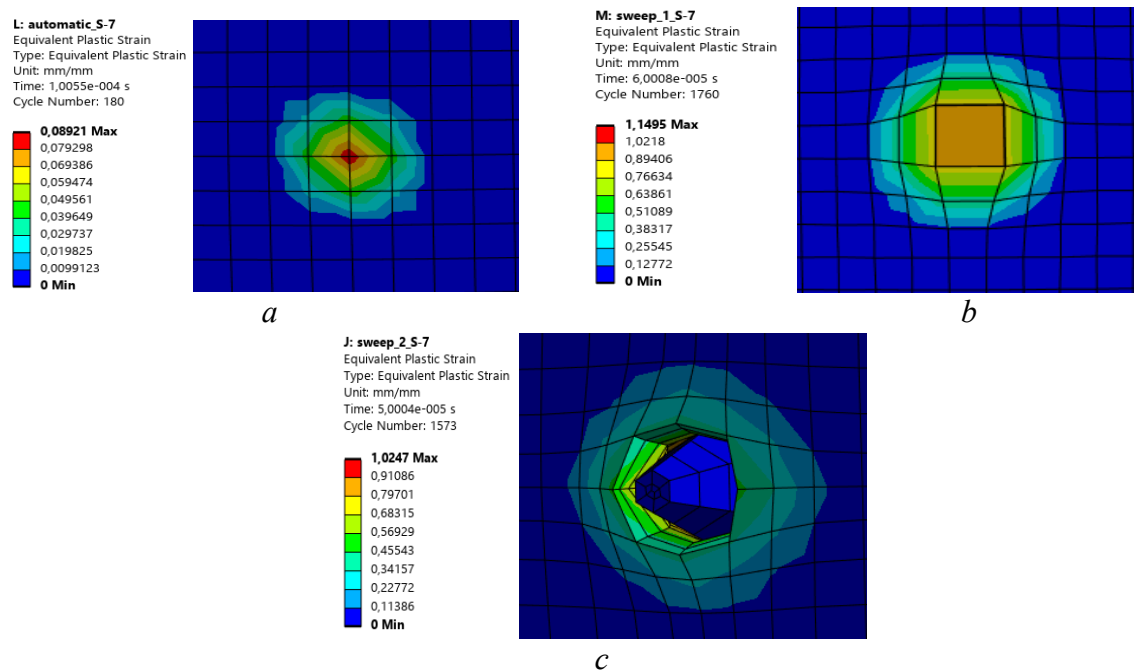 L: automatic_S-7
Equivalent Plastic Strain
Type: Equivalent Plastic Strain
Unit: mm/mm
Time: 1,0055e-004 s
Cycle Number: 180
0,08921 Max
0,079298
0,069386
0,059474
0,049561
0,039649
0,029737
0,019825
0,0099123
0 Min
a
M: sweep_1_S-7
Equivalent Plastic Strain
Type: Equivalent Plastic Strain
Unit: mm/mm
Time: 6,0008e-005 s
Cycle Number: 1760
1,1495 Max
1,0218
0,89406
0,76634
0,63861
0,51089
0,38317
0,25545
0,12772
0 Min
b
J: sweep_2_S-7
Equivalent Plastic Strain
Type: Equivalent Plastic Strain
Unit: mm/mm
Time: 5,0004e-005 s
Cycle Number: 1573
1,0247 Max
0,91086
0,79701
0,68315
0,56929
0,45543
0,34157
0,22772
0,11386
0 Min
c